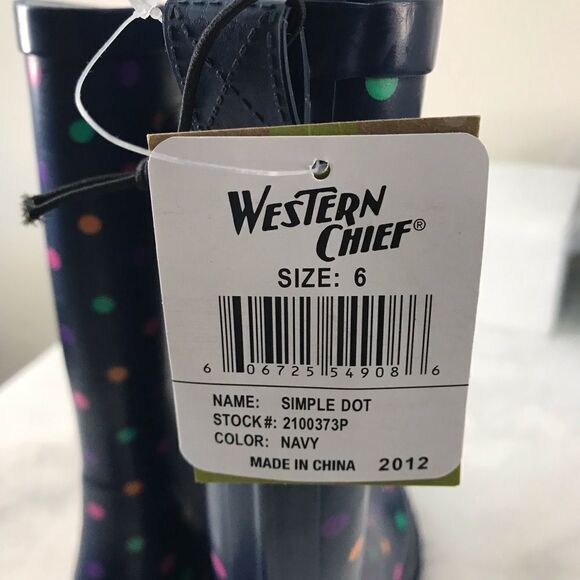 WESTERN
CHIEF®
SIZE: 6
6 06725 54908 6
NAME: SIMPLE DOT
STOCK#: 2100373P
COLOR: NAVY
MADE IN CHINA 2012